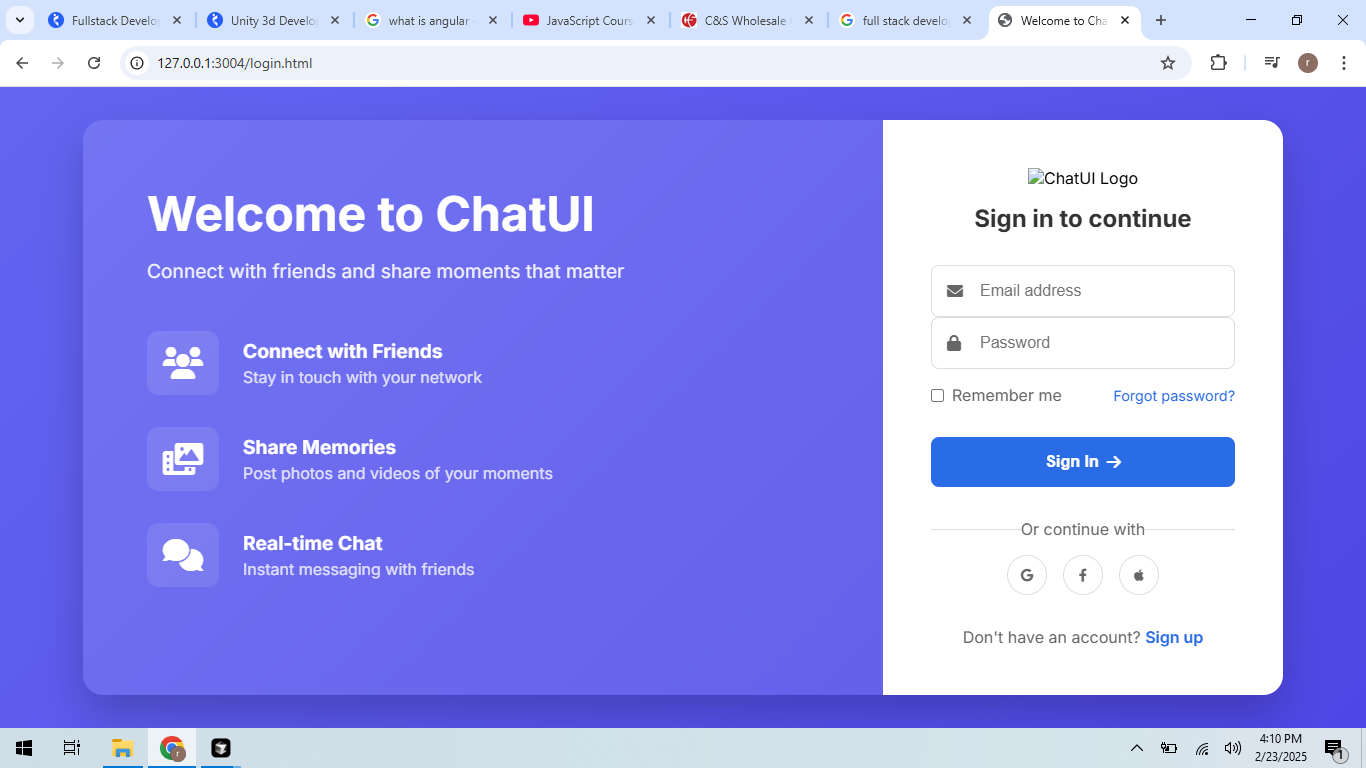 Fullstack Develop
Unity 3d Develop
what is angular -
JavaScript Cours
C&S Wholesale
full stack develo
Welcome to Cha
127.0.0.1:3004/login.html
r
Welcome to ChatUI
Connect with friends and share moments that matter
Connect with Friends
Stay in touch with your network
Share Memories
Post photos and videos of your moments
Real-time Chat
Instant messaging with friends
ChatUI Logo
Sign in to continue
Email address
Password
Remember me
Forgot password?
Sign In
Or continue with
Don't have an account? Sign up
r
4:10 PM
2/23/2025
1